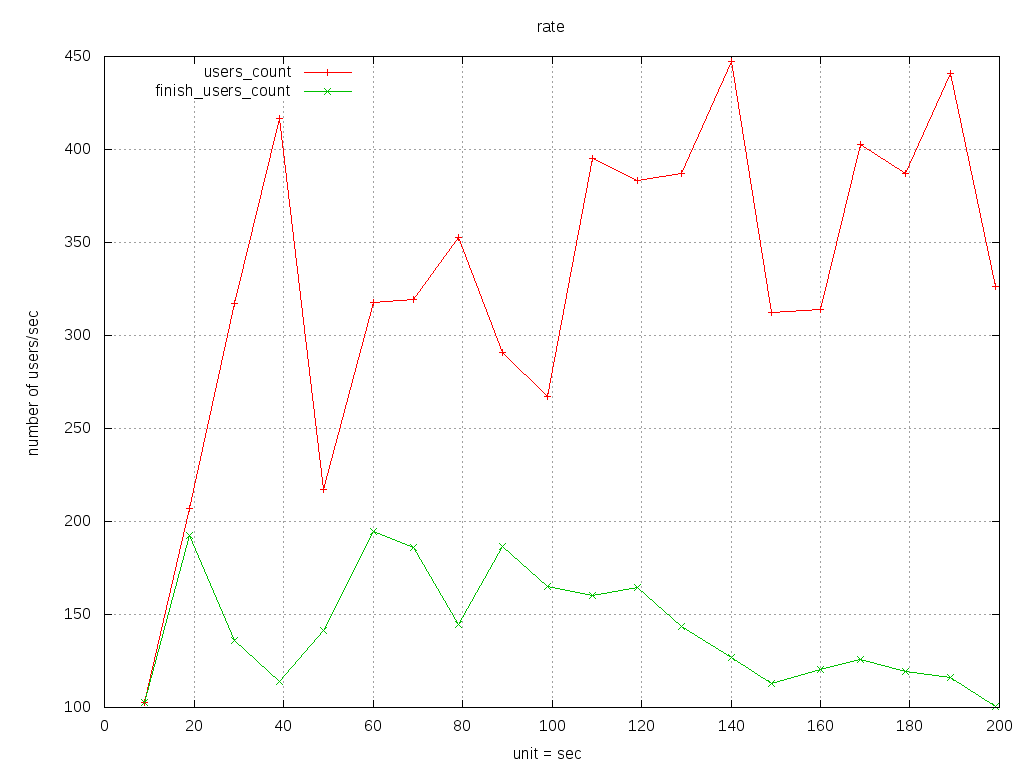 rate
users_count
finish_users_count
450
400
350
300
250
200
150
100
number of users/sec
0 20 40 60 80 100 120 140 160 180 200
unit = sec